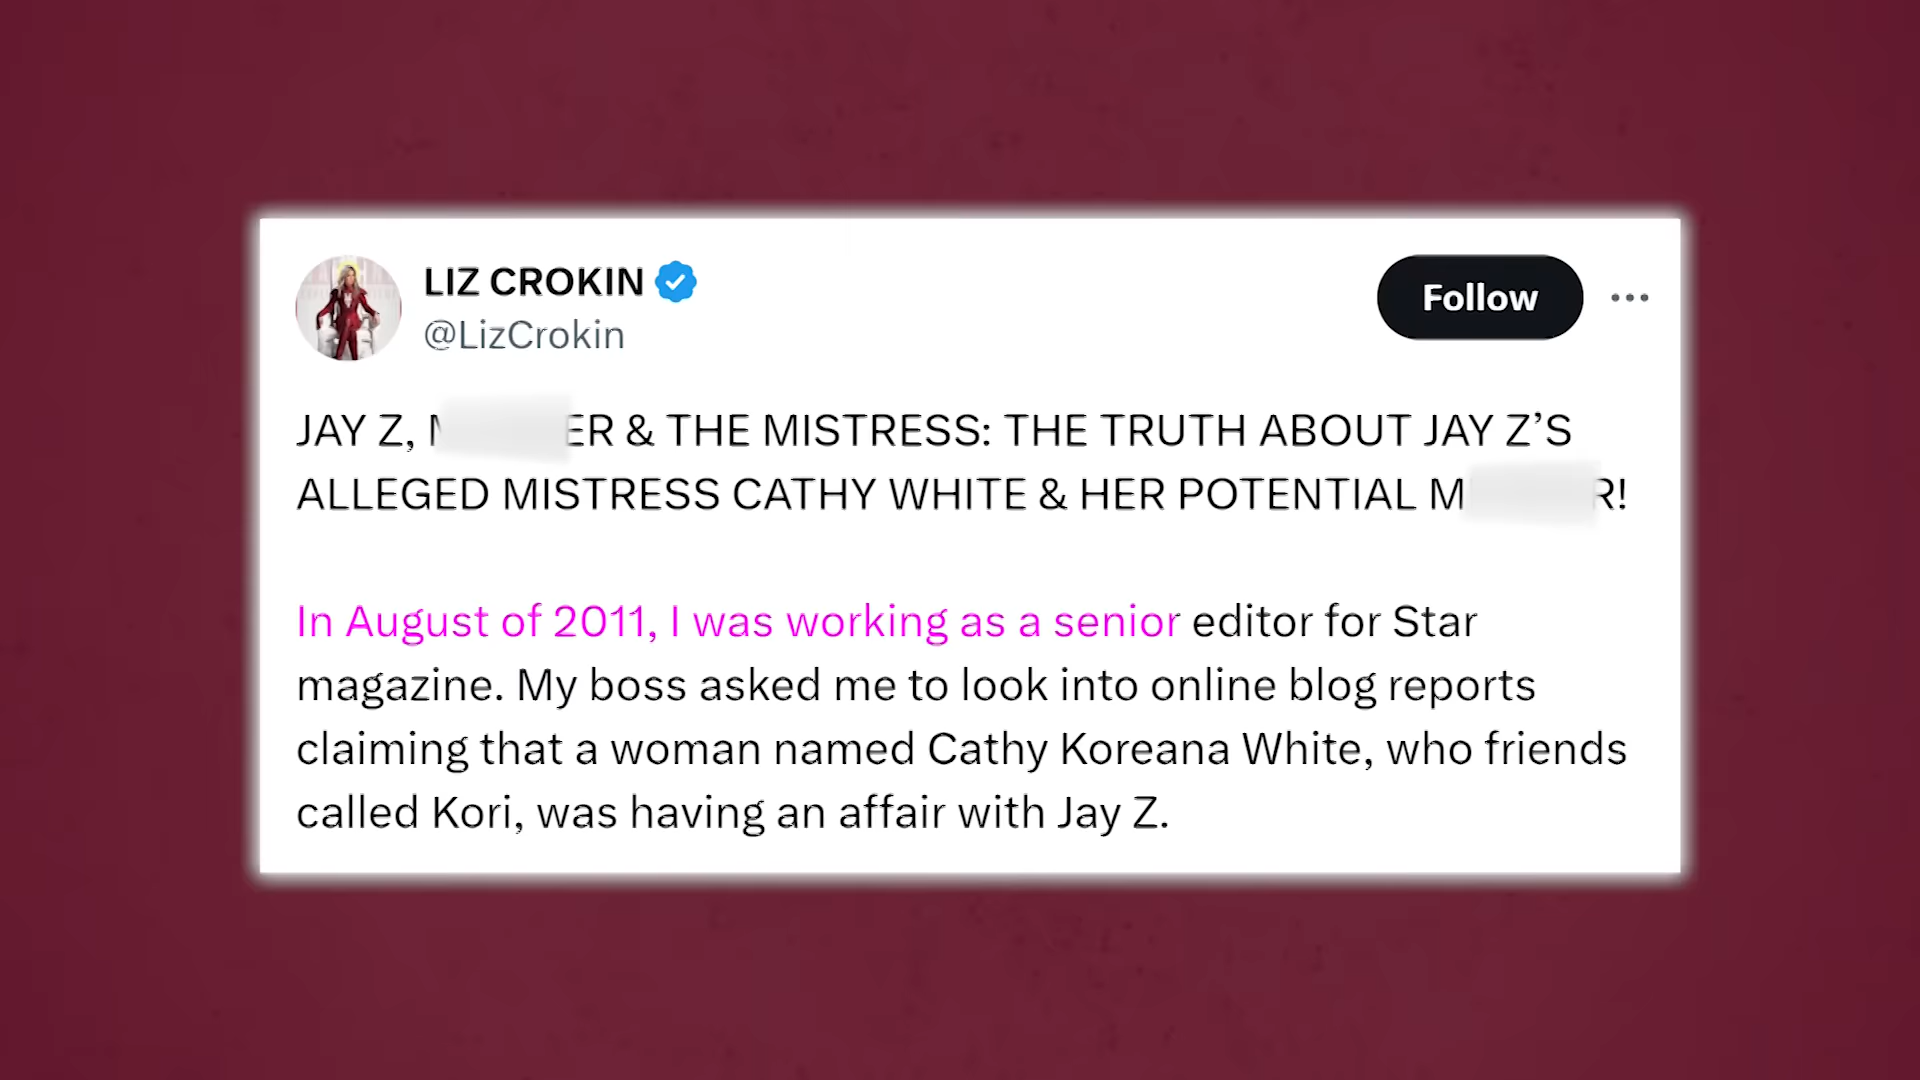 LIZ CROKIN
@LizCrokin
Follow
JAY Z, & THE MISTRESS: THE TRUTH ABOUT JAY Z’S
ALLEGED MISTRESS CATHY WHITE & HER POTENTIAL
In August of 2011, I was working as a senior editor for Star
magazine. My boss asked me to look into online blog reports
claiming that a woman named Cathy Koreana White, who friends
called Kori, was having an affair with Jay Z.